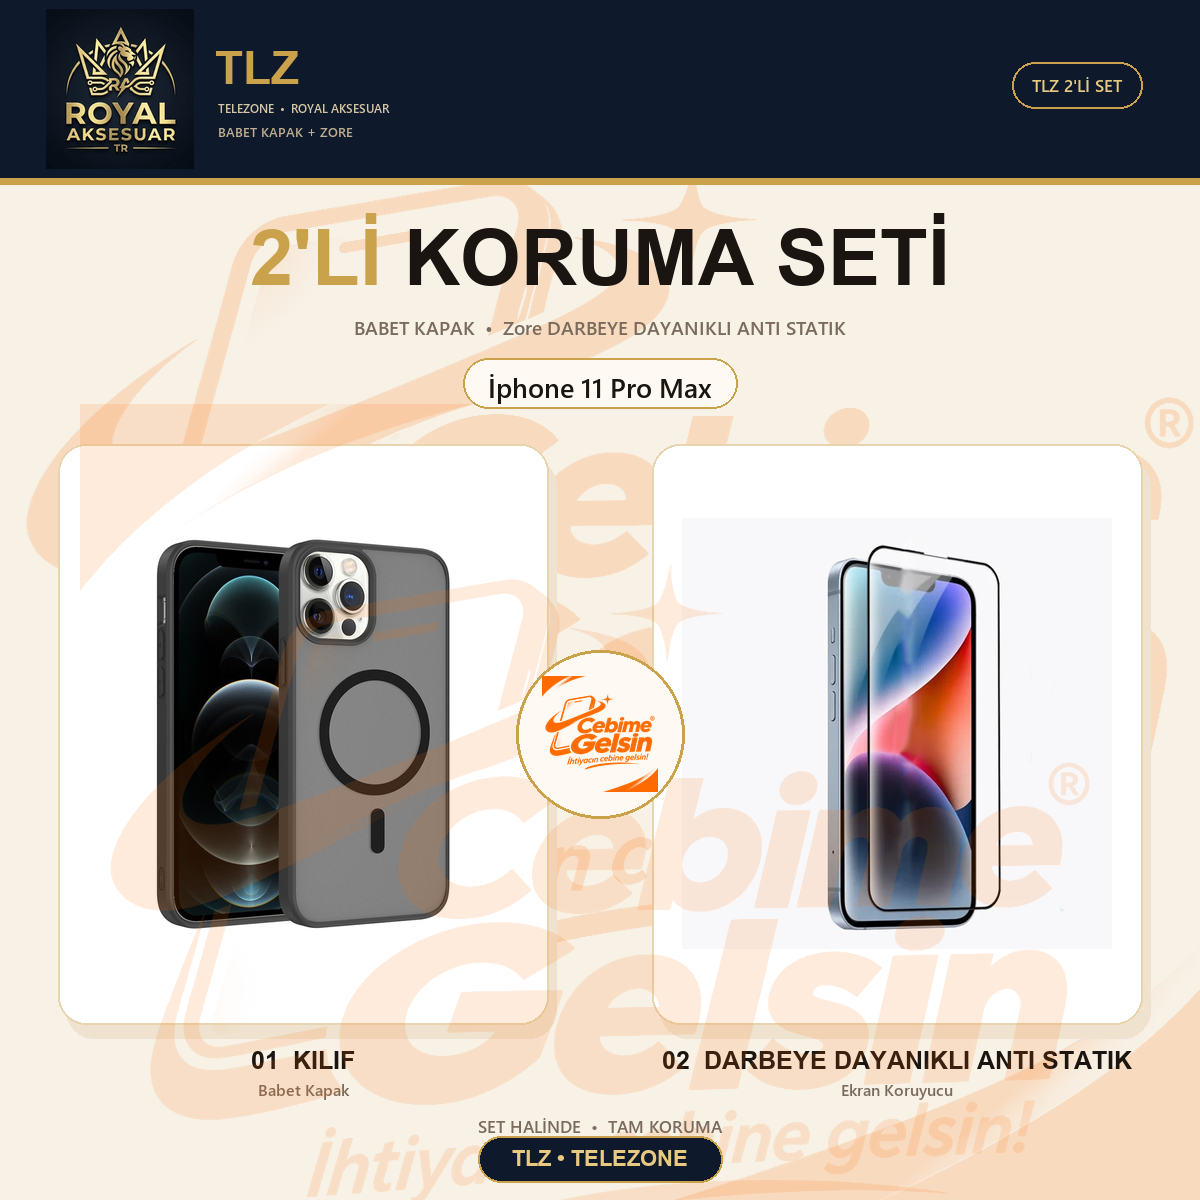 ROYAL
AKSESUAR
TR
TLZ
TELEZONE • ROYAL AKSESUAR
BABET KAPAK + ZORE
TLZ 2'Lİ SET
2'Lİ KORUMA SETİ
BABET KAPAK • Zore DARBEYE DAYANIKLI ANTI STATIK
İphone 11 Pro Max
Cebime
Gelsin
İhtiyacın cebine gelsin!
Cebime
Gelsin
01 KILIF
Babet Kapak
02 DARBEYE DAYANIKLI ANTI STATIK
Ekran Koruyucu
SET HALİNDE • TAM KORUMA
TLZ • TELEZONE